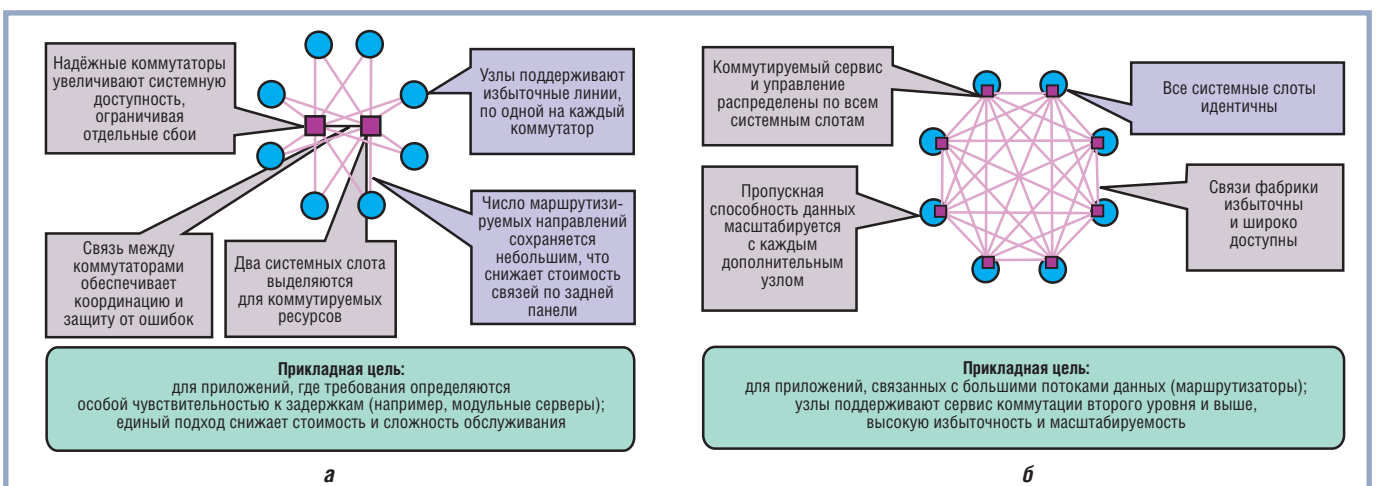 Надёжные коммутаторы
увеличивают системную
доступность,
ограничивая
отдельные сбои
Узлы поддерживают
избыточные линии,
по одной на каждый
коммутатор
Связь между
коммутаторами
обеспечивает
координацию и
защиту от ошибок
Два системных слота
выделяются
для коммутируемых
ресурсов
Число маршрутизи-
руемых направлений
сохраняется
небольшим, что
снижает стоимость
связей по задней
панели
Прикладная цель:
для приложений, где требования определяются
особой чувствительностью к задержкам (например, модульные серверы);
единый подход снижает стоимость и сложность обслуживания
а
Коммутируемый сервис
и управление
распределены по всем
системным слотам
Все системные слоты
идентичны
Пропускная
способность данных
масштабируется
с каждым
дополнительным
узлом
Связи фабрики
избыточны
и широко
доступны
Прикладная цель:
для приложений, связанных с большими потоками данных (маршрутизаторы);
узлы поддерживают сервис коммутации второго уровня и выше,
высокую избыточность и масштабируемость
б